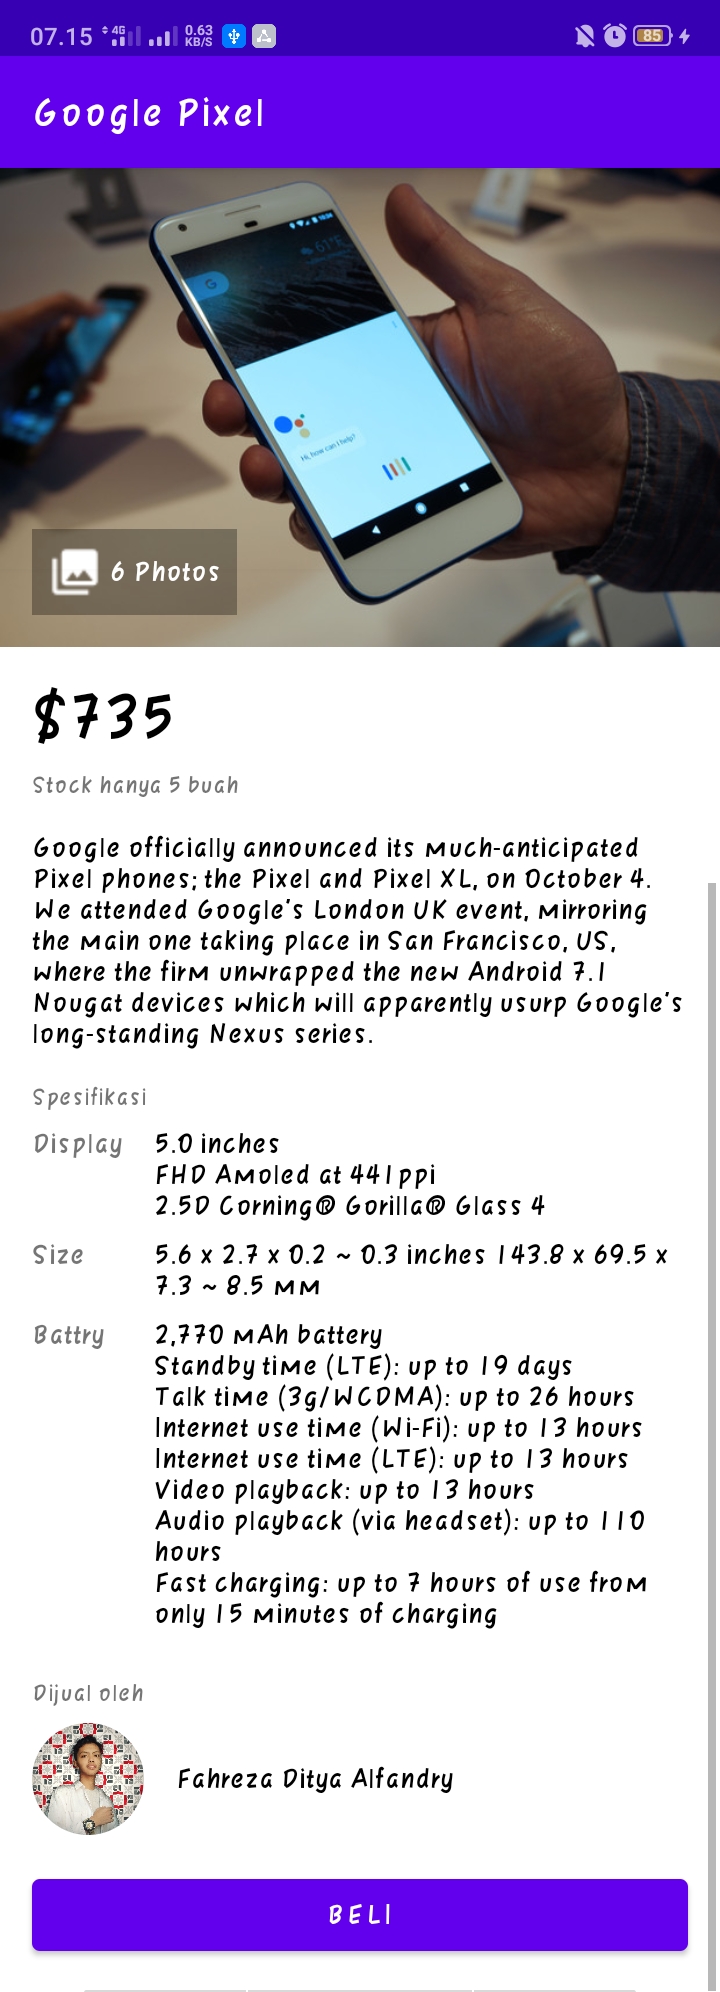 07.15 4G 0.63 KB/S 85
Google Pixel
61°F
G
Hi, how can I help?
6 Photos
$735
Stock hanya 5 buah
Google officially announced its much-anticipated
Pixel phones; the Pixel and Pixel XL, on October 4.
We attended Google's London UK event, mirroring
the main one taking place in San Francisco, US,
where the firm unwrapped the new Android 7.1
Nougat devices which will apparently usurp Google's
long-standing Nexus series.
Spesifikasi
Display 5.0 inches
FHD Amoled at 441ppi
2.5D Corning® Gorilla® Glass 4
Size 5.6 x 2.7 x 0.2 ~ 0.3 inches 143.8 x 69.5 x
7.3 ~ 8.5 mm
Battry 2,770 mAh battery
Standby time (LTE): up to 19 days
Talk time (3g/WCDMA): up to 26 hours
Internet use time (Wi-Fi): up to 13 hours
Internet use time (LTE): up to 13 hours
Video playback: up to 13 hours
Audio playback (via headset): up to 110
hours
Fast charging: up to 7 hours of use from
only 15 minutes of charging
Dijual oleh
Fahreza Ditya Alfandry
BELI